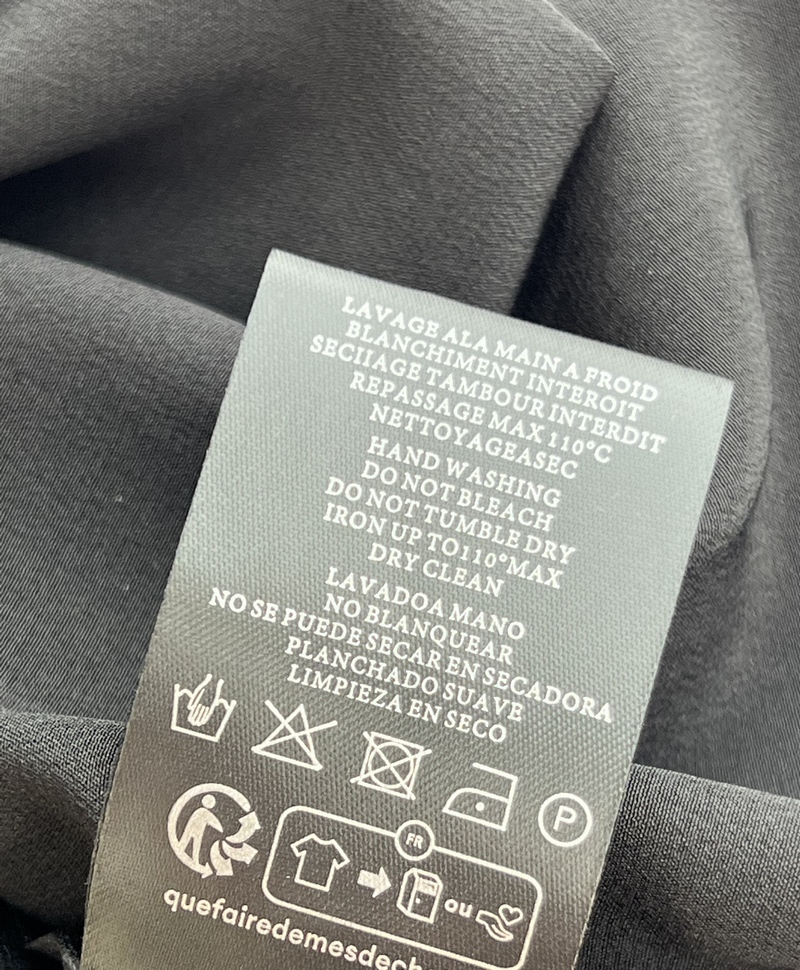 LAVAGE ALA MAIN A FROID
BLANCHIMENT INTEROIT
SECIIAGE TAMBOUR INTERDIT
REPASSAGE MAX 110°C
NETTOYAGEASEC
HAND WASHING
DO NOT BLEACH
DO NOT TUMBLE DRY
IRON UP TO110°MAX
DRY CLEAN
LAVADOA MANO
NO BLANQUEAR
NO SE PUEDE SECAR EN SECADORA
PLANCHADO SUAVE
LIMPIEZA EN SECO
P
FR
ou
quefairedemesdech